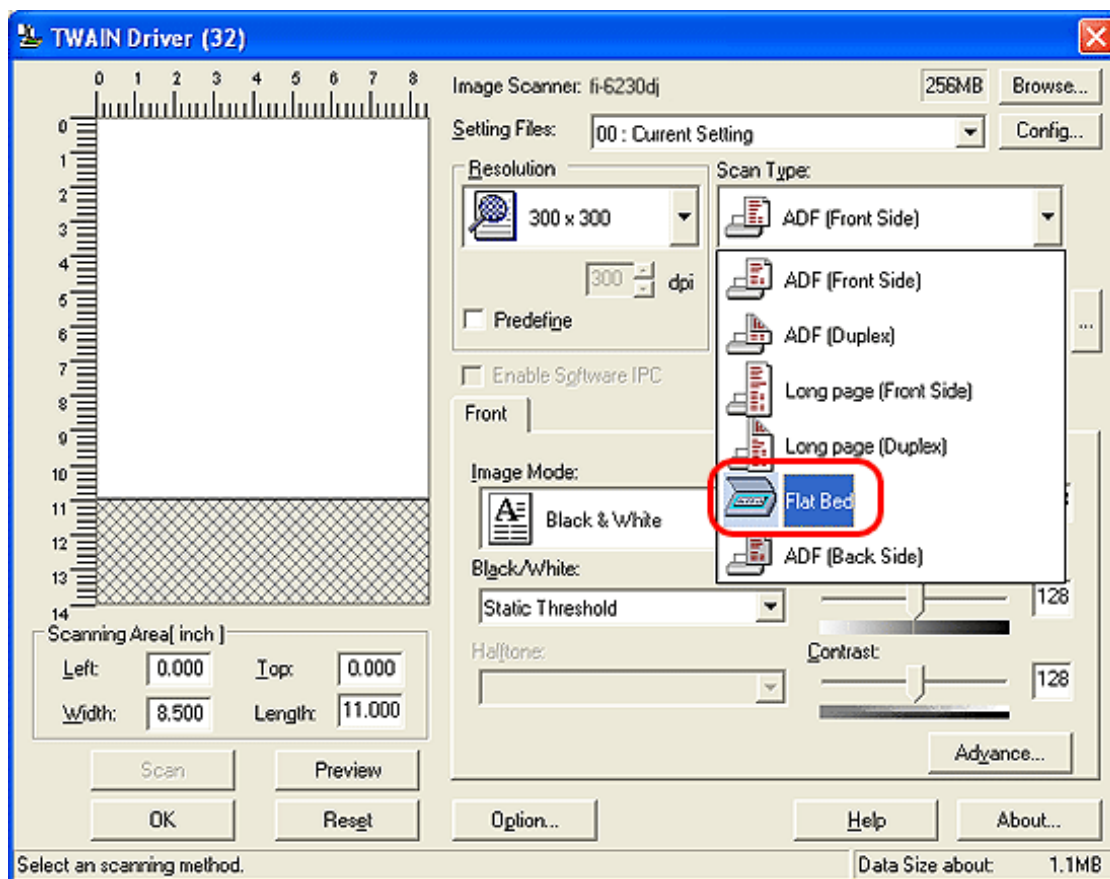 TWAIN Driver (32)
0 1 2 3 4 5 6 7 8
0
1
2
3
4
5
6
7
8
9
10
11
12
13
14
Image Scanner: fi-6230dj 256MB Browse...
Setting Files: 00 : Current Setting Config...
Resolution
300 x 300
300 dpi
Predefine
Enable Software IPC
Scan Type:
ADF (Front Side)
ADF (Front Side)
ADF (Duplex)
Long page (Front Side)
Long page (Duplex)
Flat Bed
ADF (Back Side)
...
Front
Image Mode:
Black & White
Black/White:
Static Threshold
128
Halftone:
Contrast:
128
Advance...
Scanning Area[ inch ]
Left: 0.000 Top: 0.000
Width: 8.500 Length: 11.000
Scan Preview
OK Reset Option... Help About...
Select an scanning method. Data Size about: 1.1MB